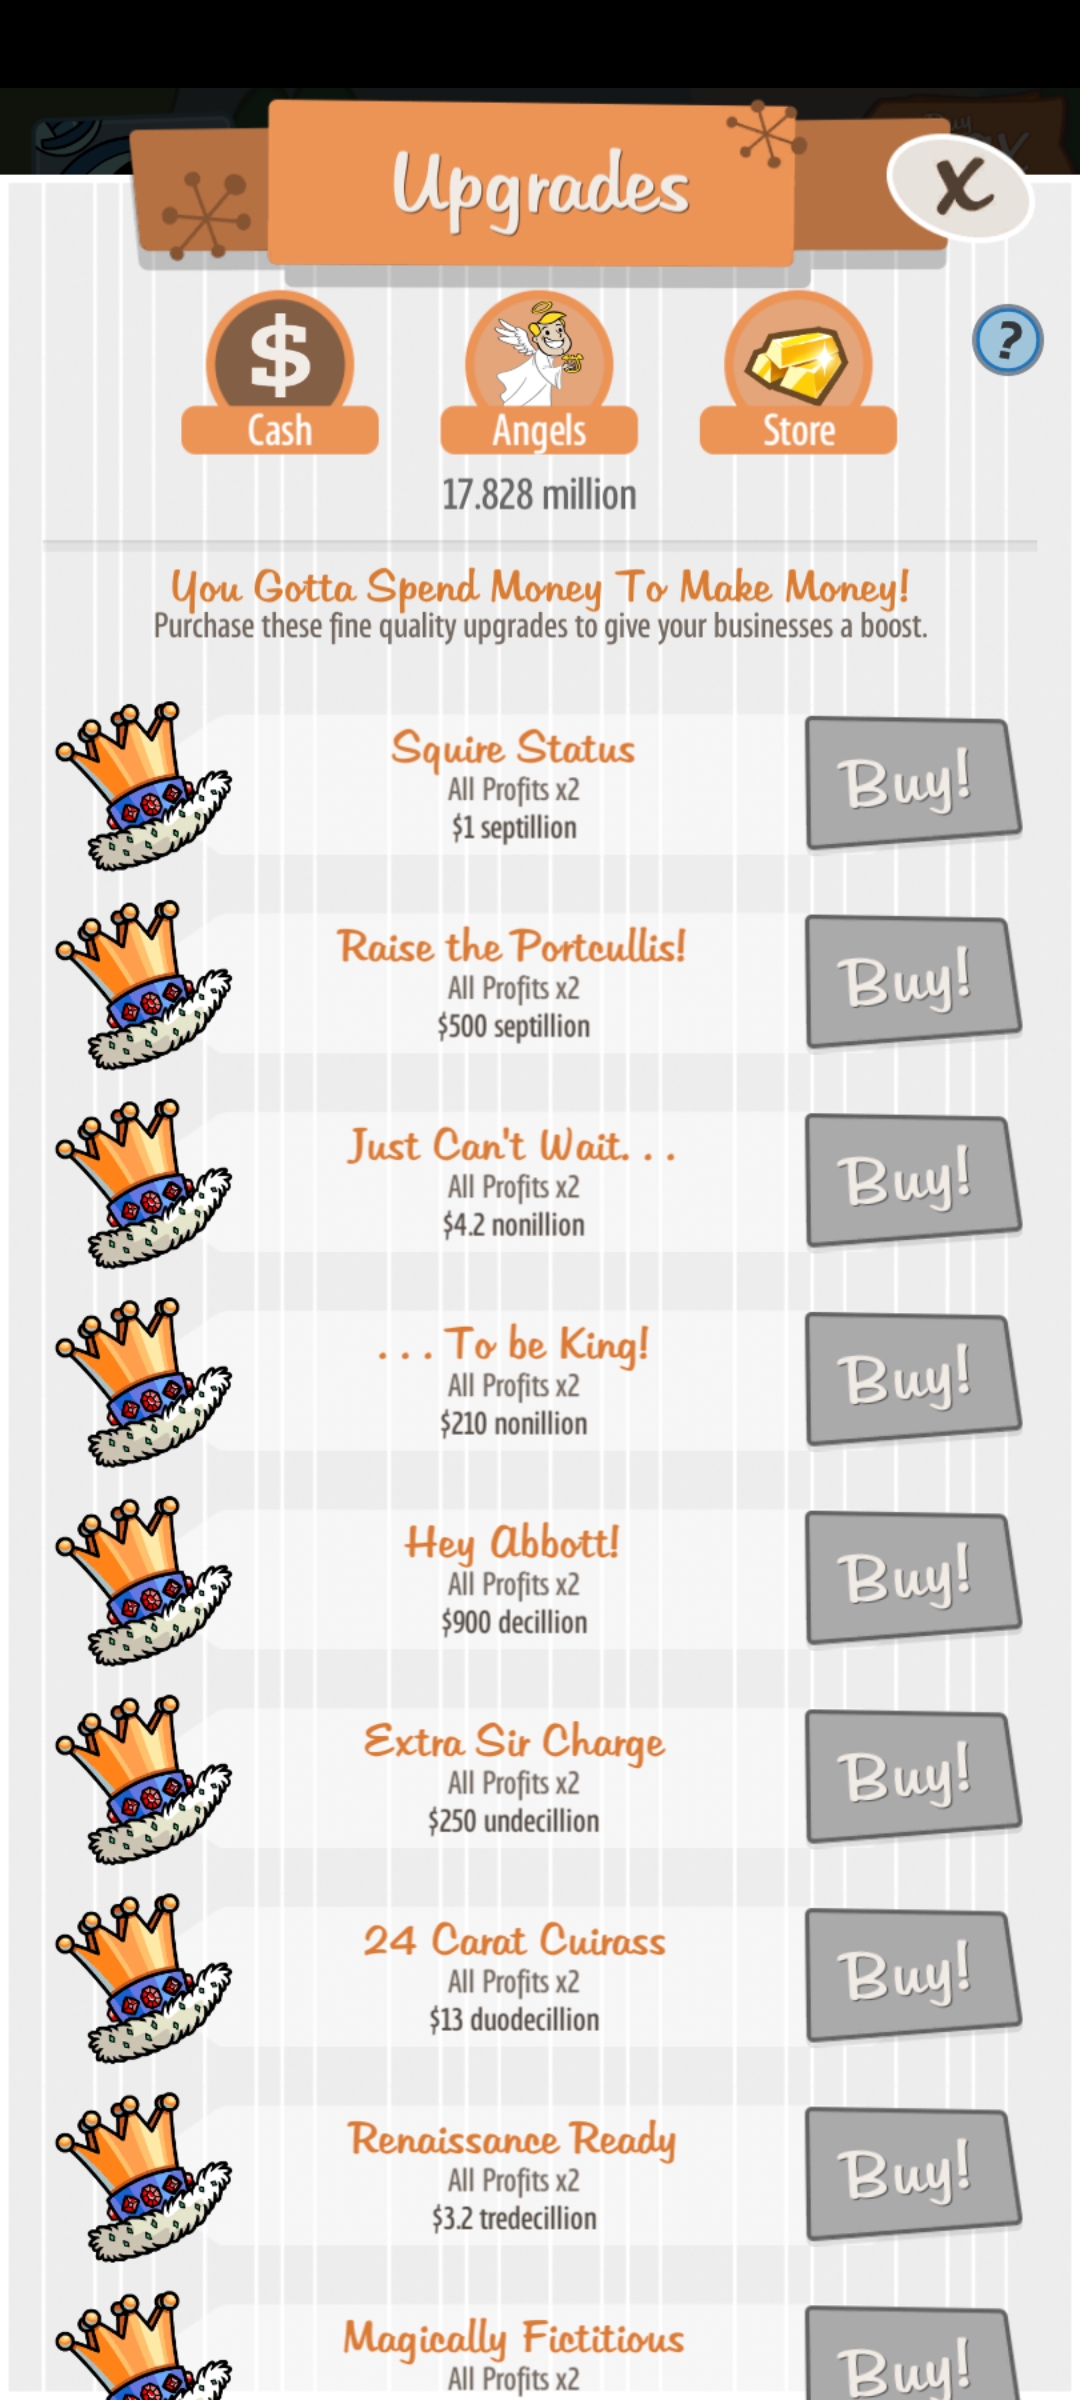 Upgrades
X
$
Cash
Angels
Store
?
17.828 million
You Gotta Spend Money To Make Money!
Purchase these fine quality upgrades to give your businesses a boost.
Squire Status
All Profits x2
$1 septillion
Buy!
Raise the Portcullis!
All Profits x2
$500 septillion
Buy!
Just Can't Wait. . .
All Profits x2
$4.2 nonillion
Buy!
. . . To be King!
All Profits x2
$210 nonillion
Buy!
Hey Abbott!
All Profits x2
$900 decillion
Buy!
Extra Sir Charge
All Profits x2
$250 undecillion
Buy!
24 Carat Cuirass
All Profits x2
$13 duodecillion
Buy!
Renaissance Ready
All Profits x2
$3.2 tredecillion
Buy!
Magically Fictitious
All Profits x2
Buy!